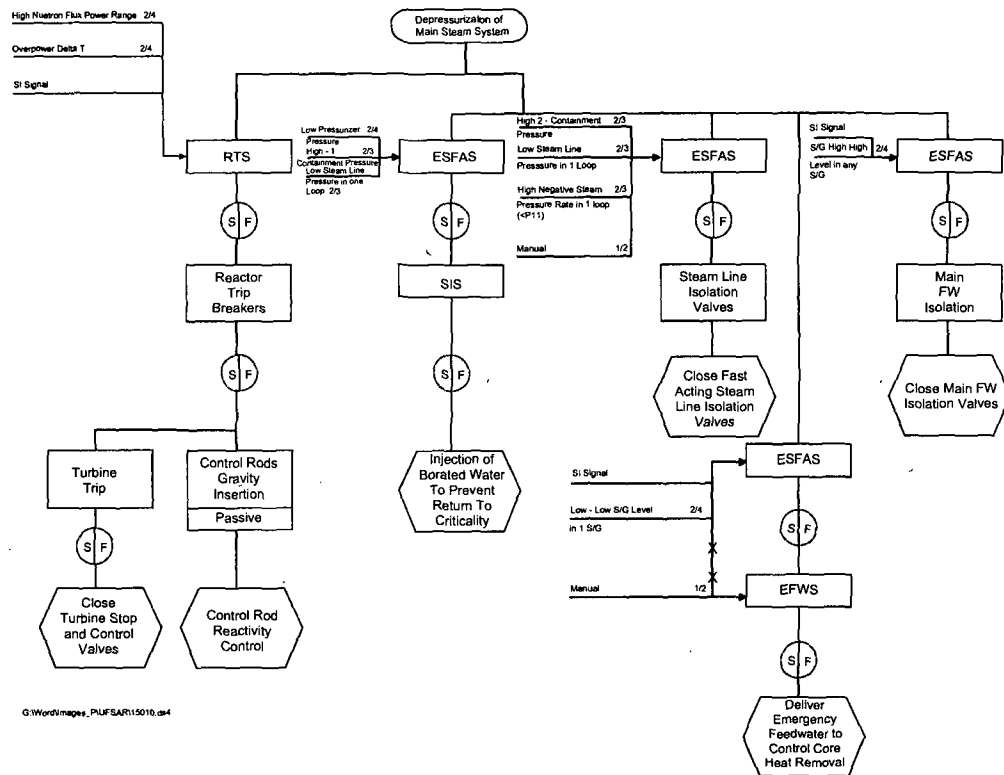 High Nuetron Flux Power Range 2/4
Overpower Delta T 2/4
SI Signal
Depressurization of
Main Steam System
RTS
Low Pressurizer 2/4
Pressure
High - 1 2/3
Containment Pressure
Low Steam Line
Pressure in one
Loop 2/3
ESFAS
High 2 - Containment 2/3
Pressure
Low Steam Line 2/3
Presssure in 1 Loop
High Negative Steam 2/3
Pressure Rate in 1 loop
(<P11)
Manual 1/2
ESFAS
SI Signal
S/G High High 2/4
Level in any
S/G
ESFAS
S F
S F
S F
S F
Reactor
Trip
Breakers
SIS
Steam Line
Isolation
Valves
Main
FW
Isolation
S F
S F
Close Fast
Acting Steam
Line Isolation
Valves
Close Main FW
Isolation Valves
Turbine
Trip
Control Rods
Gravity
Insertion
Passive
Injection of
Borated Water
To Prevent
Return To
Criticality
ESFAS
SI Signal
Low - Low S/G Level 2/4
in 1 S/G
S F
S F
Manual 1/2
EFWS
Close
Turbine Stop
and Control
Valves
Control Rod
Reactivity
Control
S F
Deliver
Emergency
Feedwater to
Control Core
Heat Removal
G:\Word\Images_P\UFSAR\15010.ds4